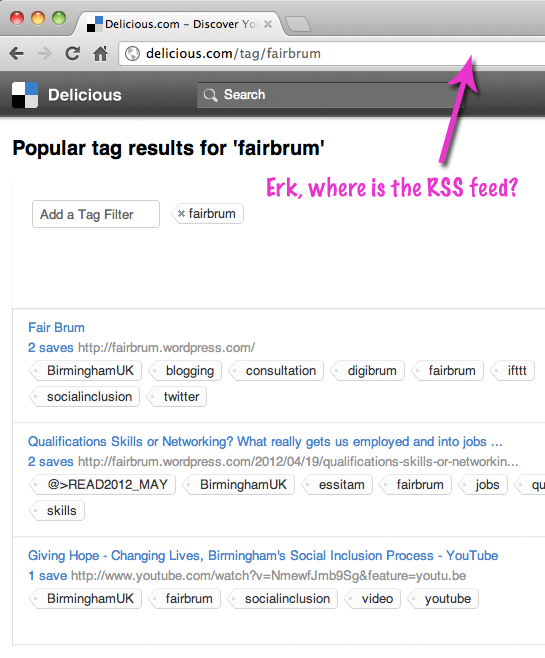 Delicious.com – Discover Yo
delicious.com/tag/fairbrum
Delicious
Search
Popular tag results for 'fairbrum'
Erk, where is the RSS feed?
Add a Tag Filter
× fairbrum
Fair Brum
2 saves http://fairbrum.wordpress.com/
BirminghamUK blogging consultation digibrum fairbrum ifttt
socialinclusion twitter
Qualifications Skills or Networking? What really gets us employed and into jobs ...
2 saves http://fairbrum.wordpress.com/2012/04/19/qualifications-skills-or-networkin...
@>READ2012_MAY BirminghamUK essitam fairbrum jobs qu
skills
Giving Hope - Changing Lives, Birmingham's Social Inclusion Process - YouTube
1 save http://www.youtube.com/watch?v=NmewfJmb9Sg&feature=youtu.be
BirminghamUK fairbrum socialinclusion video youtube